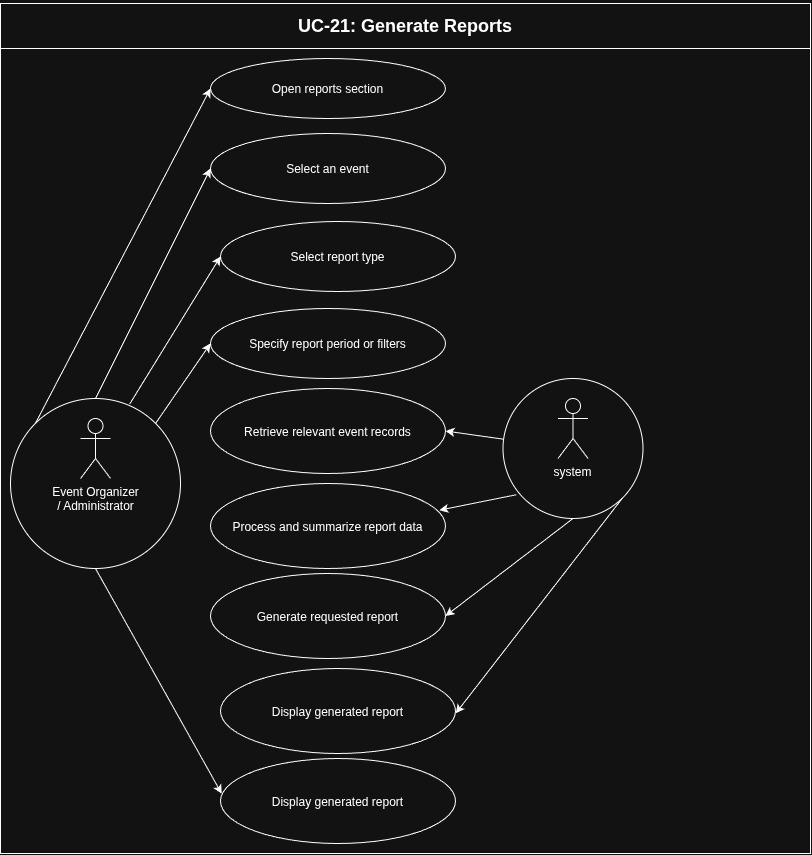 UC-21: Generate Reports
Open reports section
Select an event
Select report type
Specify report period or filters
Retrieve relevant event records
system
Event Organizer
/ Administrator
Process and summarize report data
Generate requested report
Display generated report
Display generated report